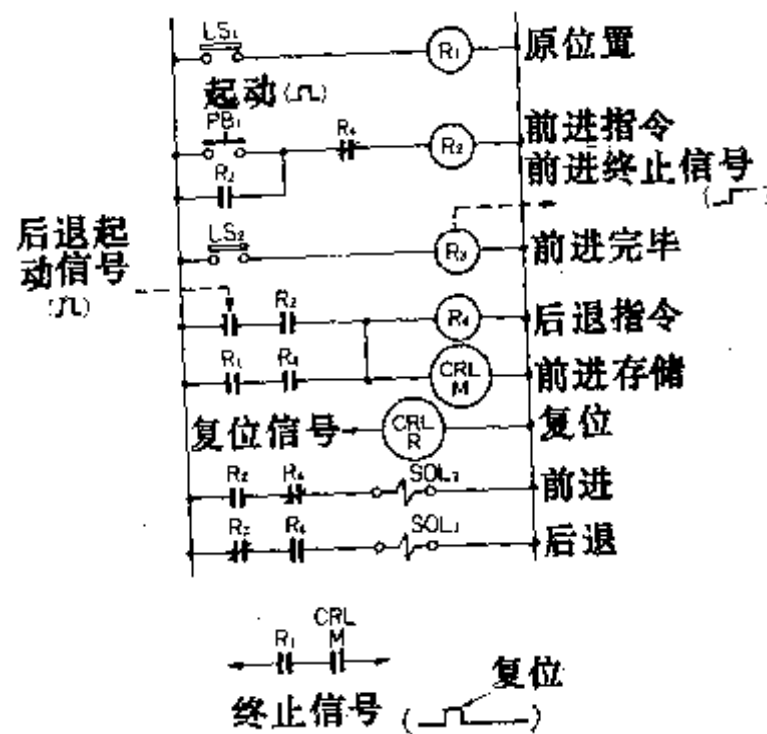 LS₁
R₁ 原位置
起动
PB₁
R₄ R₂ 前进指令
前进终止信号
R₂
后退起
动信号
LS₂
R₃ 前进完毕
R₂ R₄ 后退指令
R₁ R₄ CRL M 前进存储
复位信号 CRL R 复位
R₂ R₄ SOL₂ 前进
R₂ R₄ SOL₁ 后退
CRL
R₁ M
复位
终止信号